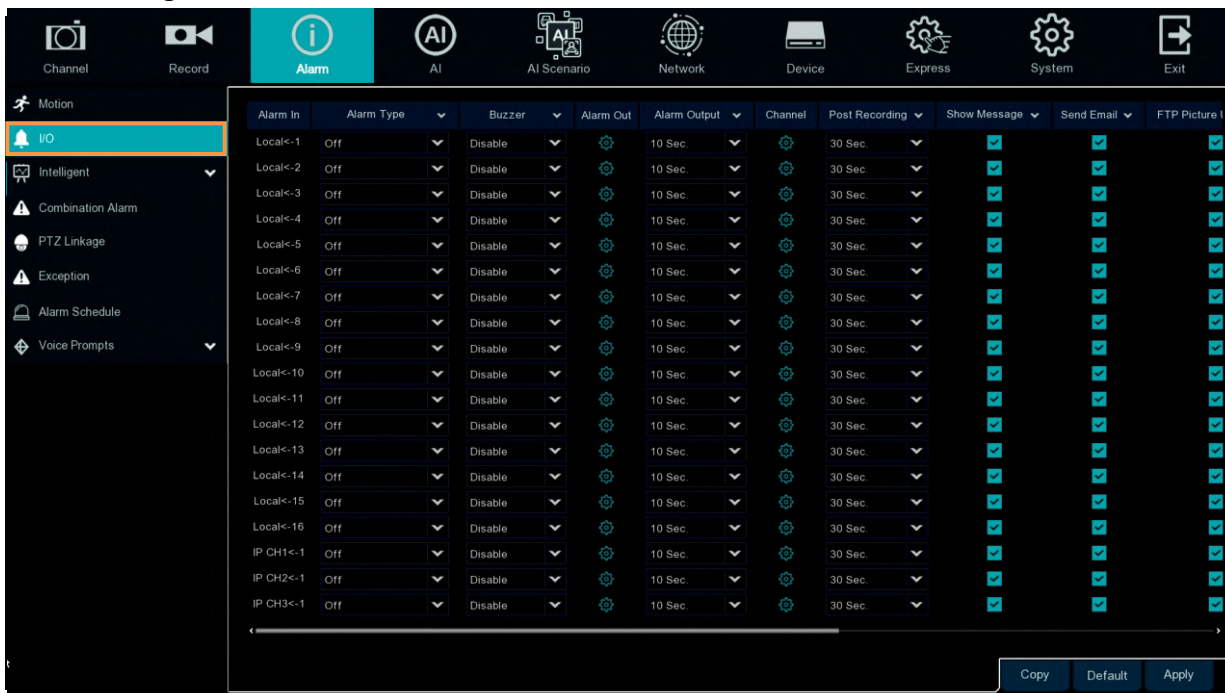 Channel Record Alarm AI AI Scenario Network Device Express System Exit
Motion
I/O
Intelligent
Combination Alarm
PTZ Linkage
Exception
Alarm Schedule
Voice Prompts
Alarm In Alarm Type Buzzer Alarm Out Alarm Output Channel Post Recording Show Message Send Email FTP Picture
Local<-1 Off Disable 10 Sec. 30 Sec.
Local<-2 Off Disable 10 Sec. 30 Sec.
Local<-3 Off Disable 10 Sec. 30 Sec.
Local<-4 Off Disable 10 Sec. 30 Sec.
Local<-5 Off Disable 10 Sec. 30 Sec.
Local<-6 Off Disable 10 Sec. 30 Sec.
Local<-7 Off Disable 10 Sec. 30 Sec.
Local<-8 Off Disable 10 Sec. 30 Sec.
Local<-9 Off Disable 10 Sec. 30 Sec.
Local<-10 Off Disable 10 Sec. 30 Sec.
Local<-11 Off Disable 10 Sec. 30 Sec.
Local<-12 Off Disable 10 Sec. 30 Sec.
Local<-13 Off Disable 10 Sec. 30 Sec.
Local<-14 Off Disable 10 Sec. 30 Sec.
Local<-15 Off Disable 10 Sec. 30 Sec.
Local<-16 Off Disable 10 Sec. 30 Sec.
IP CH1<-1 Off Disable 10 Sec. 30 Sec.
IP CH2<-1 Off Disable 10 Sec. 30 Sec.
IP CH3<-1 Off Disable 10 Sec. 30 Sec.
Copy Default Apply